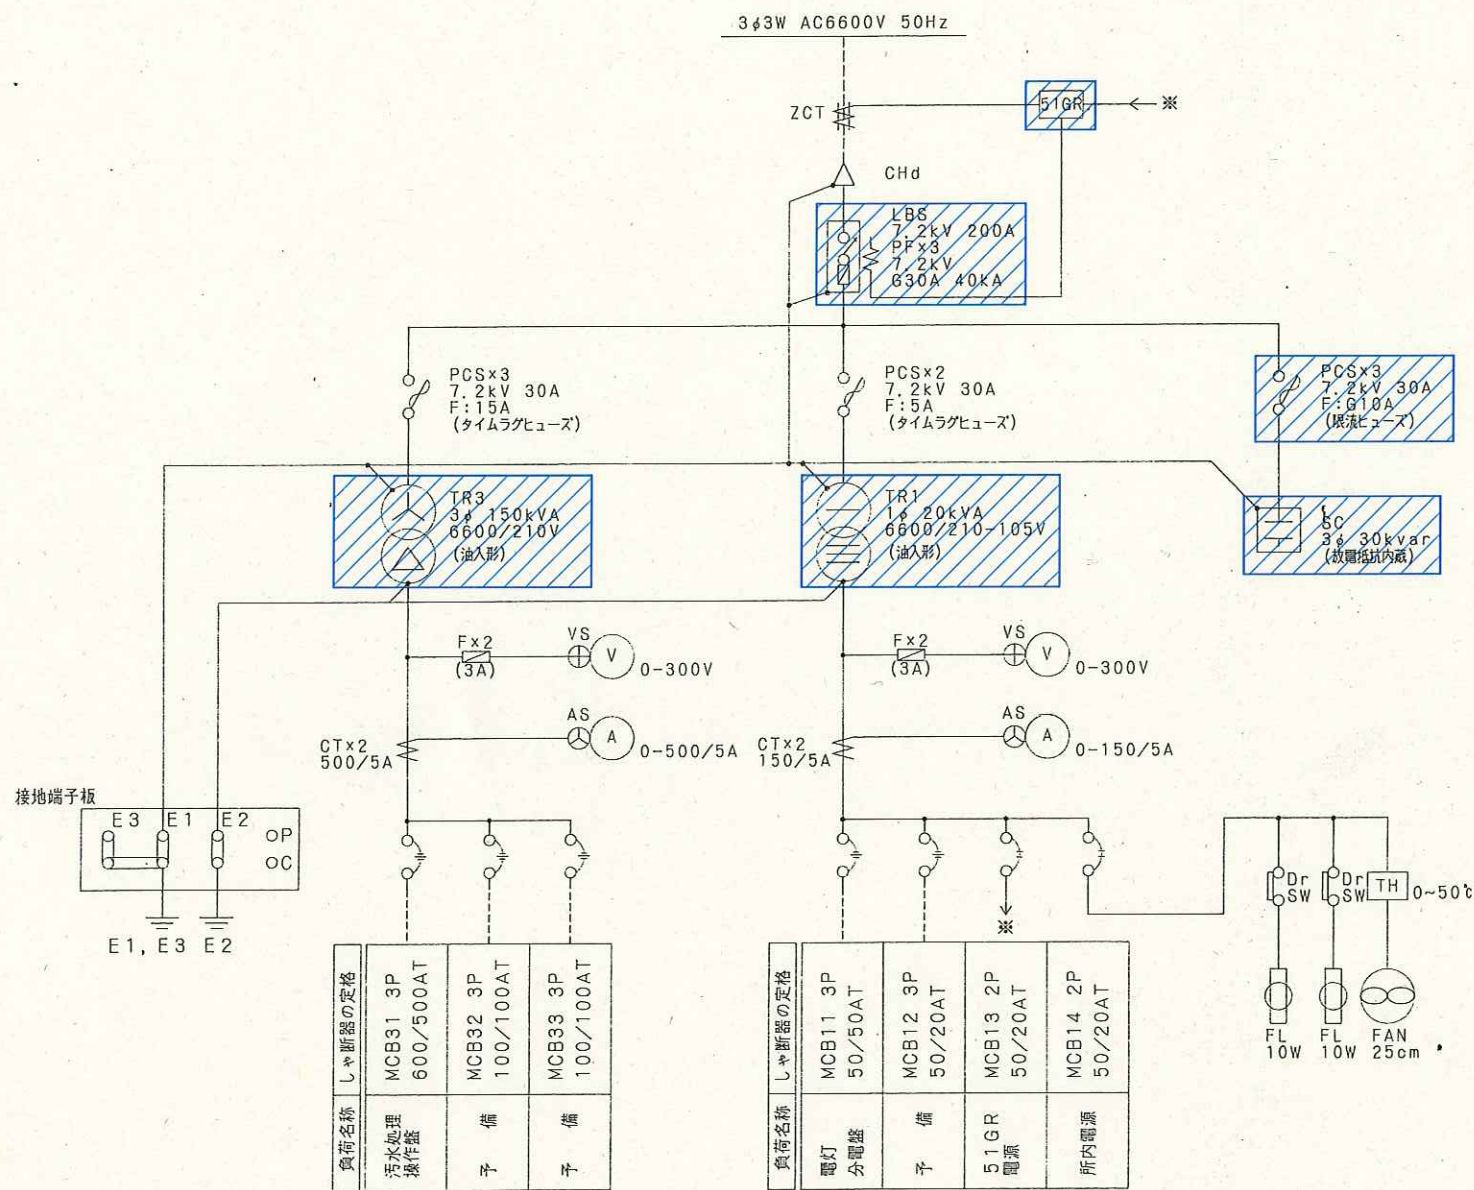 3φ3W AC6600V 50Hz
ZCT
51GR
※
CHd
LBS
7.2kV 200A
PF×3
7.2kV
G30A 40kA
PCS×3
7.2kV 30A
F:15A
(タイムラグヒューズ)
PCS×2
7.2kV 30A
F:5A
(タイムラグヒューズ)
PCS×3
7.2kV 30A
F:G10A
(限流ヒューズ)
TR3
3φ 150kVA
6600/210V
(油入形)
TR1
1φ 20kVA
6600/210-105V
(油入形)
SC
3φ 30kvar
(放電抵抗内蔵)
F×2
(3A)
VS
V
0-300V
F×2
(3A)
VS
V
0-300V
CT×2
500/5A
AS
A
0-500/5A
CT×2
150/5A
AS
A
0-150/5A
接地端子板
E3 E1 E2 P
C
E1,E3 E2
※
Dr
SW
Dr
SW
TH
0~50℃
FL
10W
FL
10W
FAN
25cm
しゃ断器の定格
MCB31 3P
600/500AT
MCB32 3P
100/100AT
MCB33 3P
100/100AT
負荷名称
汚水処理
操作盤
予備
予備
しゃ断器の定格
MCB11 3P
50/50AT
MCB12 3P
50/20AT
MCB13 2P
50/20AT
MCB14 2P
50/20AT
負荷名称
電灯
分電盤
予備
51GR
電源
所内電源